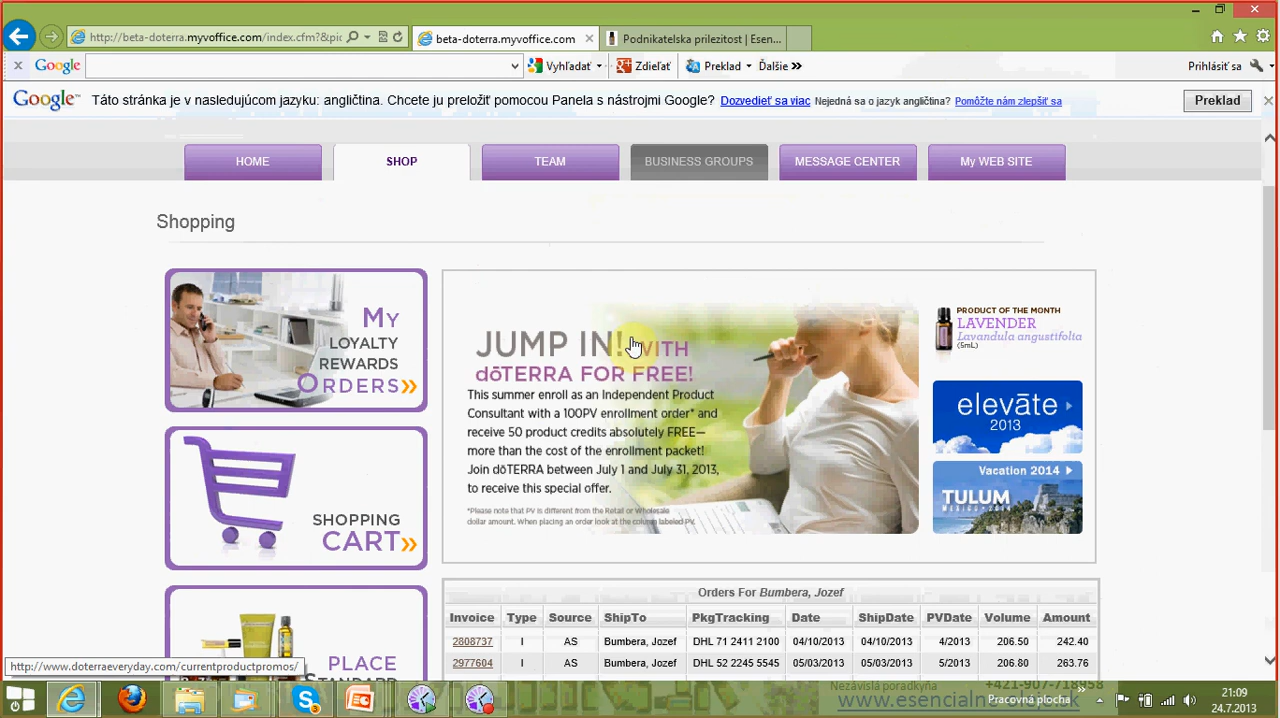 http://beta-doterra.myvoffice.com/index.cfm?&pic
beta-doterra.myvoffice.com
Podnikatelska prilezitost | Esen...
Google
Vyhľadať
Zdieľať
Preklad
Ďalšie »
Prihlásiť sa
Google™ Táto stránka je v nasledujúcom jazyku: angličtina. Chcete ju preložiť pomocou Panela s nástrojmi Google? Dozvedieť sa viac Nejedná sa o jazyk angličtina? Pomôžte nám zlepšiť sa
Preklad
HOME SHOP TEAM BUSINESS GROUPS MESSAGE CENTER My WEB SITE
Shopping
My
LOYALTY
REWARDS
ORDERS»
SHOPPING
CART»
PLACE
JUMP IN! WITH
dōTERRA FOR FREE!
This summer enroll as an Independent Product
Consultant with a 100PV enrollment order* and
receive 50 product credits absolutely FREE—
more than the cost of the enrollment packet!
Join dōTERRA between July 1 and July 31, 2013,
to receive this special offer.
*Please note that PV is different from the Retail or Wholesale
dollar amount. When placing an order look at the column labeled PV.
PRODUCT OF THE MONTH
LAVENDER
Lavandula angustifolia
(5mL)
elevāte
2013
Vacation 2014
TULUM
MEXICO • 2014
Orders For Bumbera, Jozef
Invoice Type Source ShipTo PkgTracking Date ShipDate PVDate Volume Amount
2808737 I AS Bumbera, Jozef DHL 71 2411 2100 04/10/2013 04/10/2013 4/2013 206.50 242.40
2977604 I AS Bumbera, Jozef DHL 52 2245 5545 05/03/2013 05/03/2013 5/2013 206.80 263.76
http://www.doterraeveryday.com/currentproductpromos/
Nezávislá poradkyňa
+421-907-718958
Pracovná plocha
21:09
24.7.2013